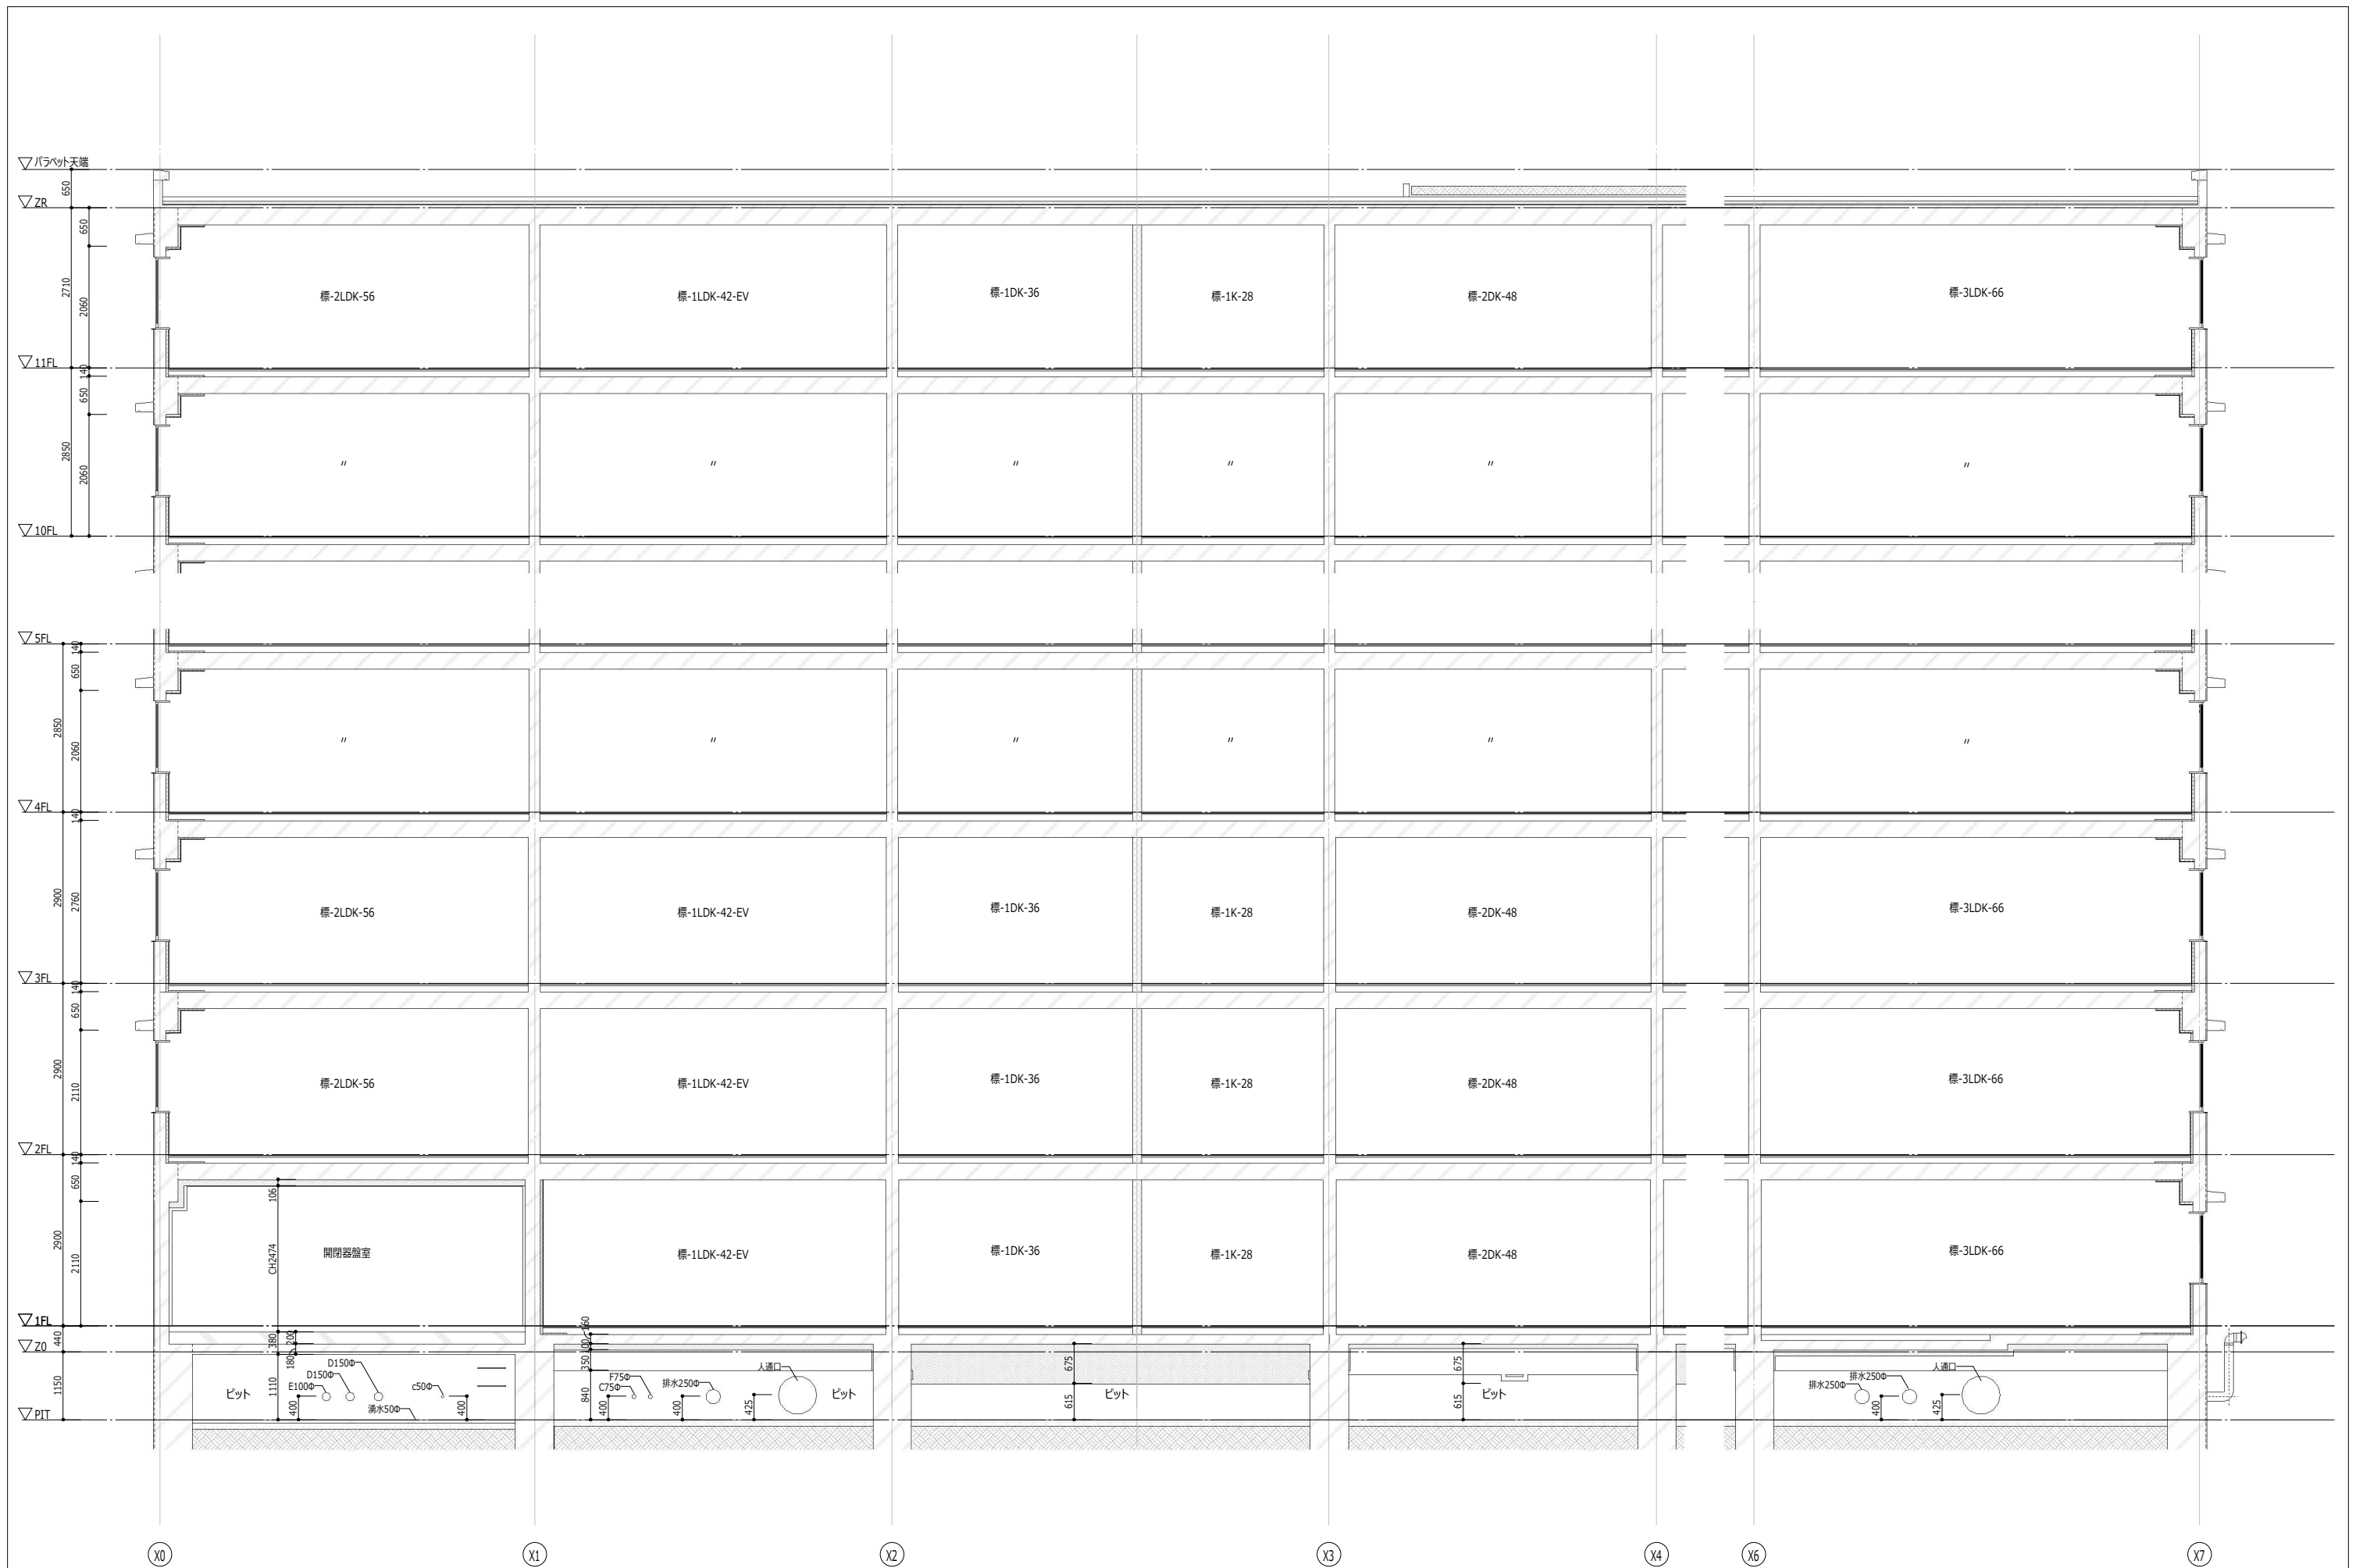 ▽パラペット天端
650
▽ZR
650
2710
2060
標-2LDK-56
標-1LDK-42-EV
標-1DK-36
標-1K-28
標-2DK-48
標-3LDK-66
▽11FL
140
650
2850
2060
〃
〃
〃
〃
〃
〃
▽10FL
▽5FL
140
650
2850
2060
〃
〃
〃
〃
〃
〃
▽4FL
140
2900
2760
標-2LDK-56
標-1LDK-42-EV
標-1DK-36
標-1K-28
標-2DK-48
標-3LDK-66
▽3FL
140
650
2900
2110
標-2LDK-56
標-1LDK-42-EV
標-1DK-36
標-1K-28
標-2DK-48
標-3LDK-66
▽2FL
140
650
106
2900
2110
CH2474
開閉器盤室
標-1LDK-42-EV
標-1DK-36
標-1K-28
標-2DK-48
標-3LDK-66
▽1FL
440
380
200
160
100
▽Z0
180
350
675
675
1150
1110
ピット
E100Φ
D150Φ
D150Φ
c50Φ
湧水50Φ
400
400
840
F75Φ
C75Φ
400
排水250Φ
400
425
人通口
ピット
ピット
615
ピット
615
排水250Φ
排水250Φ
400
425
人通口
▽PIT
X0
X1
X2
X3
X4
X6
X7